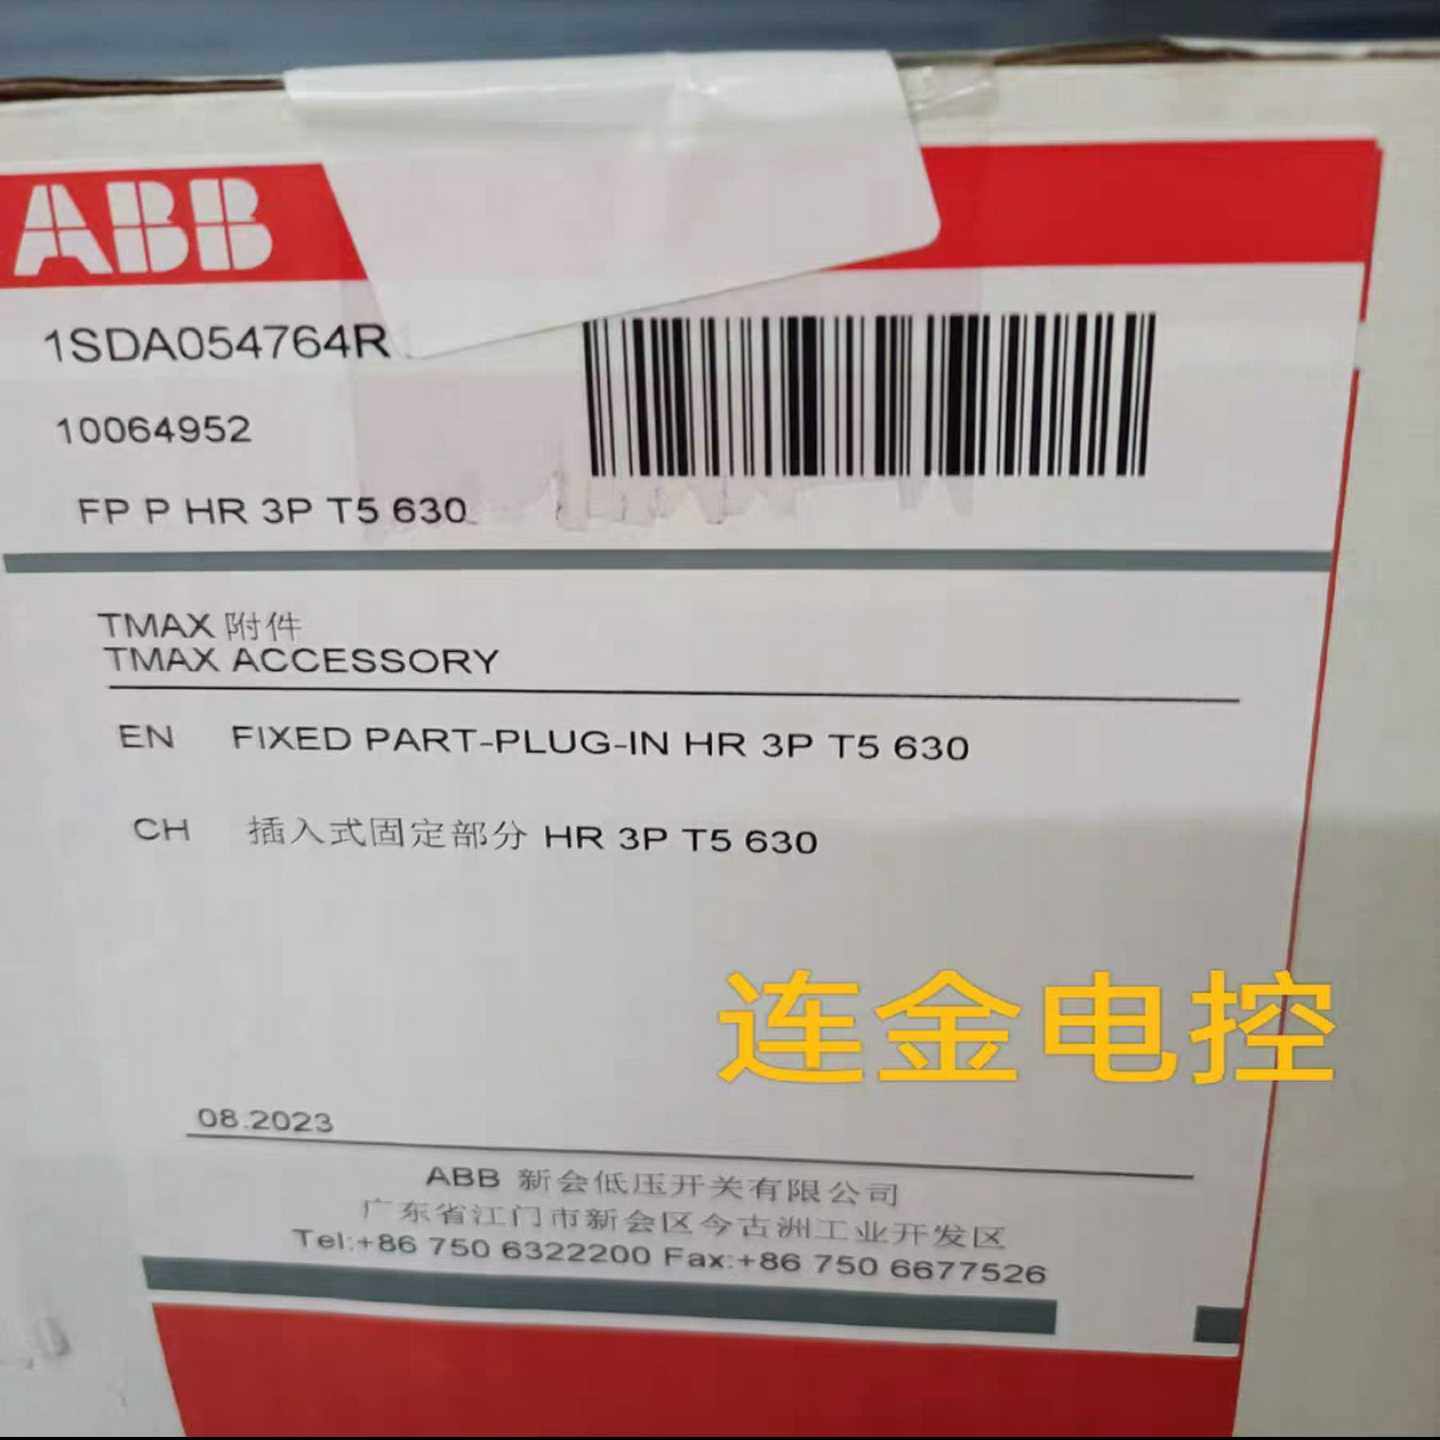 ABB
1SDA054764R
10064952
FP P HR 3P T5 630
TMAX 附件
TMAX ACCESSORY
EN FIXED PART-PLUG-IN HR 3P T5 630
CH 插入式固定部分 HR 3P T5 630
连金电控
08.2023
ABB 新会低压开关有限公司
广东省江门市新会区今古洲工业开发区
Tel:+86 750 6322200 Fax:+86 750 6677526